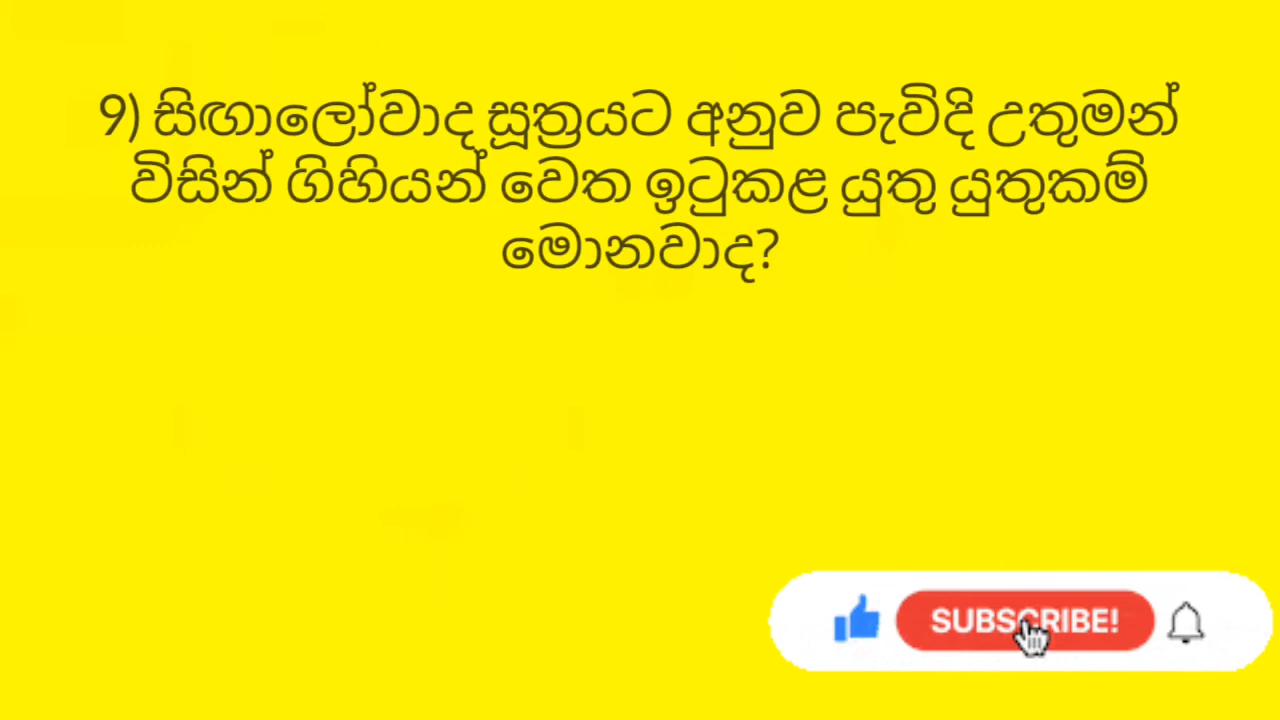 9) සිඟාලෝවාද සූත්‍රයට අනුව පැවිදි උතුමන්
විසින් ගිහියන් වෙත ඉටුකළ යුතු යුතුකම්
මොනවාද?
SUBSCRIBE!